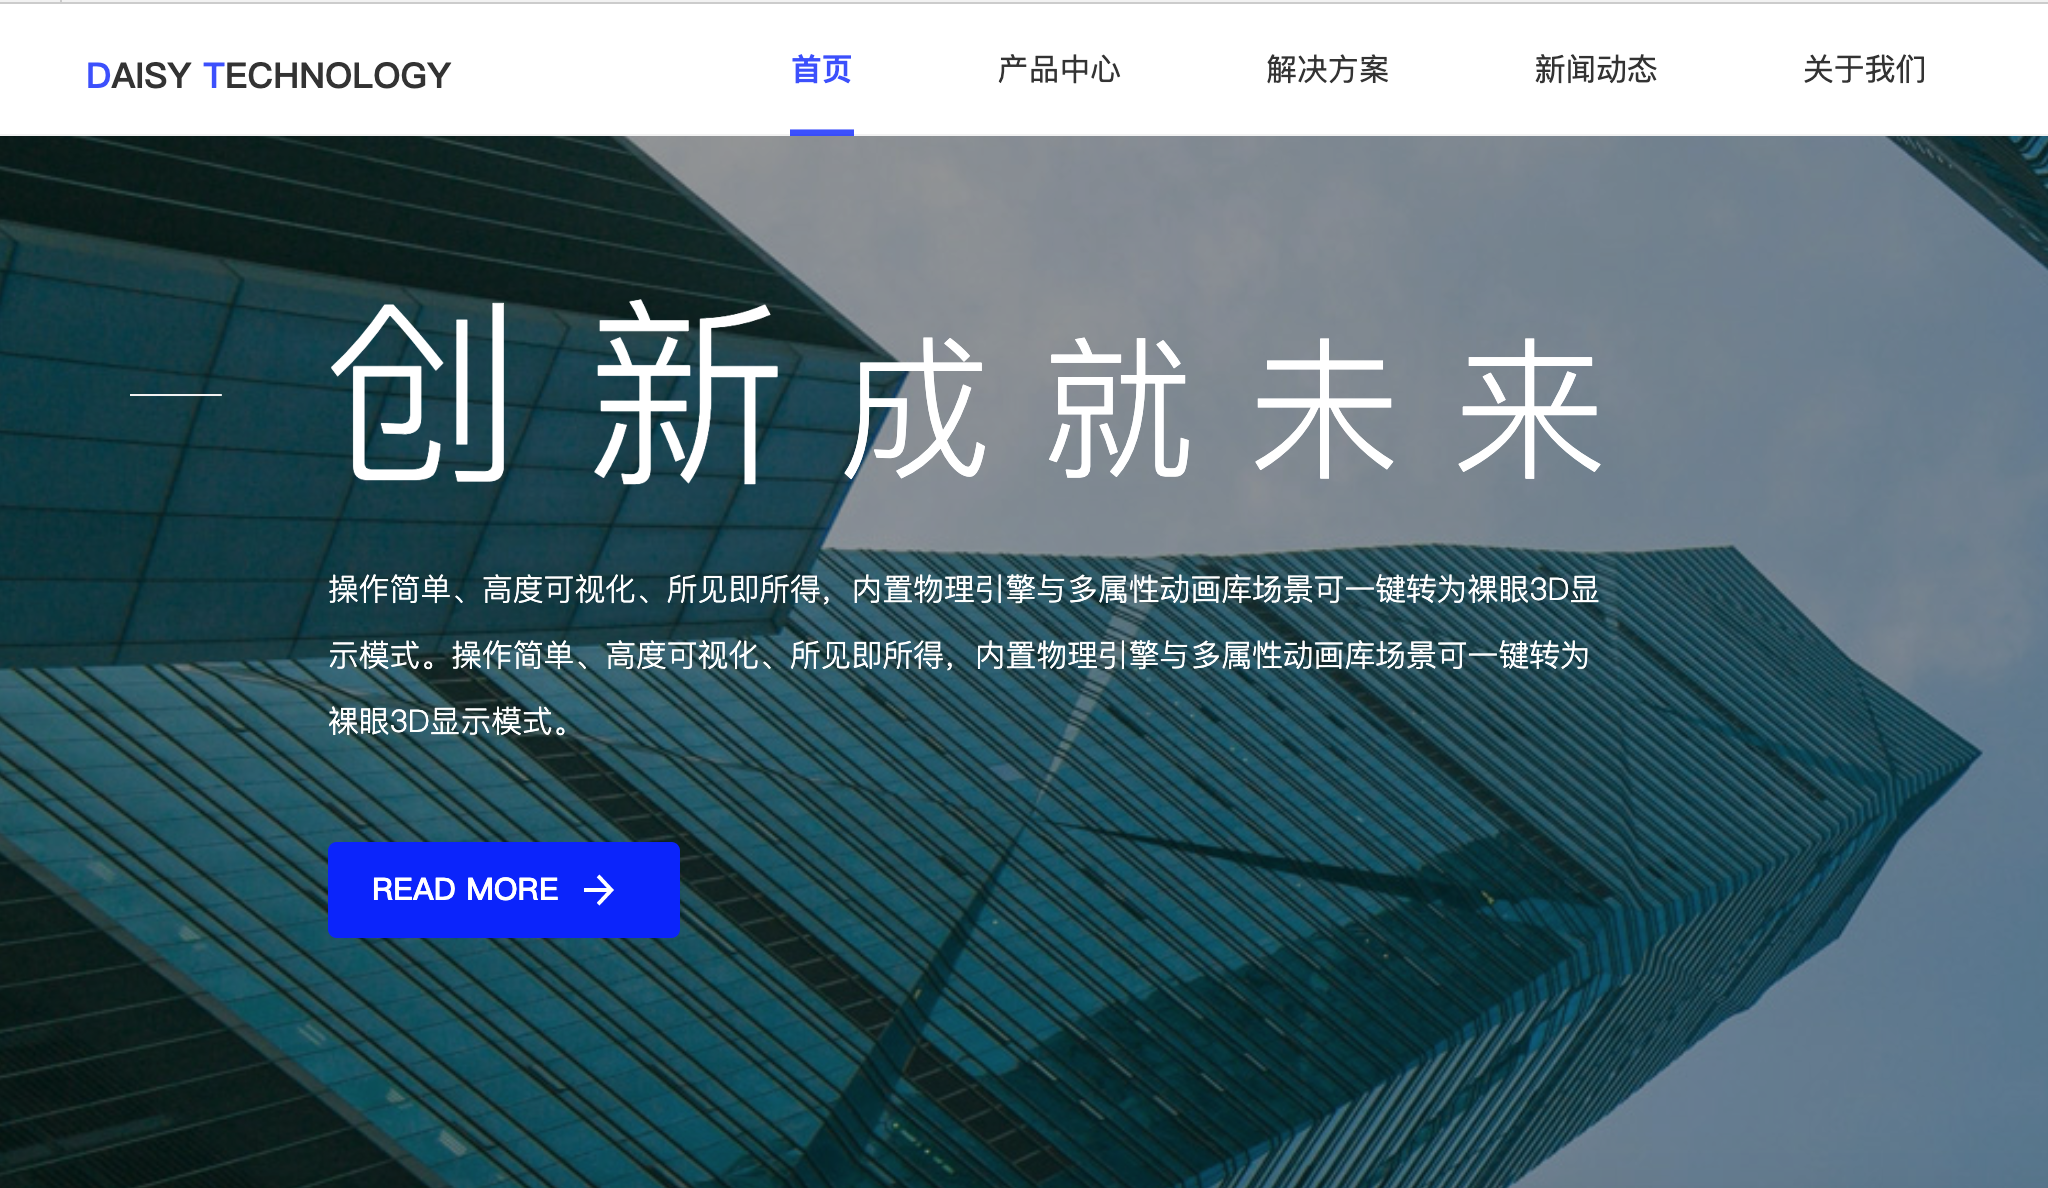 DAISY TECHNOLOGY
首页
产品中心
解决方案
新闻动态
关于我们
创新成就未来
操作简单、高度可视化、所见即所得，内置物理引擎与多属性动画库场景可一键转为裸眼3D显
示模式。操作简单、高度可视化、所见即所得，内置物理引擎与多属性动画库场景可一键转为
裸眼3D显示模式。
READ MORE